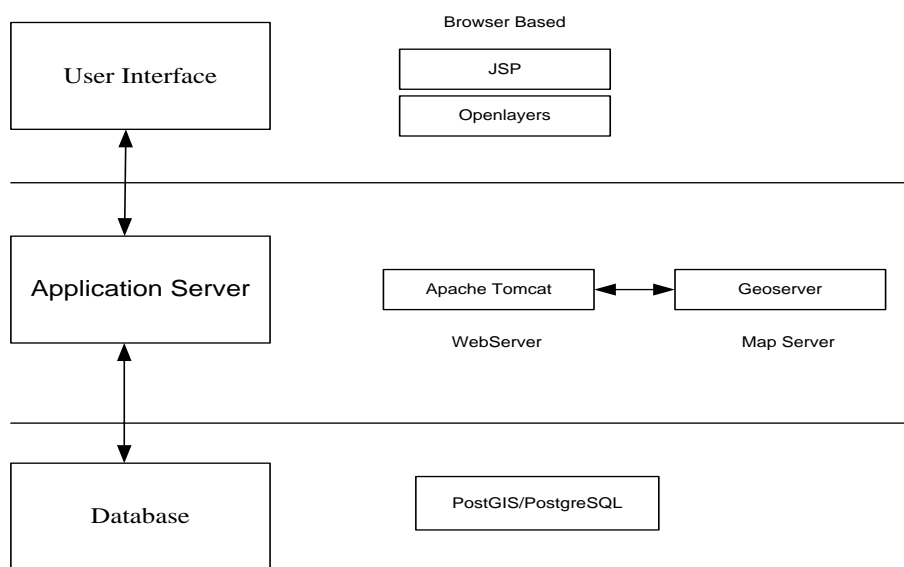 Browser Based
User Interface
JSP
Openlayers
Application Server
Apache Tomcat
Geoserver
WebServer
Map Server
Database
PostGIS/PostgreSQL